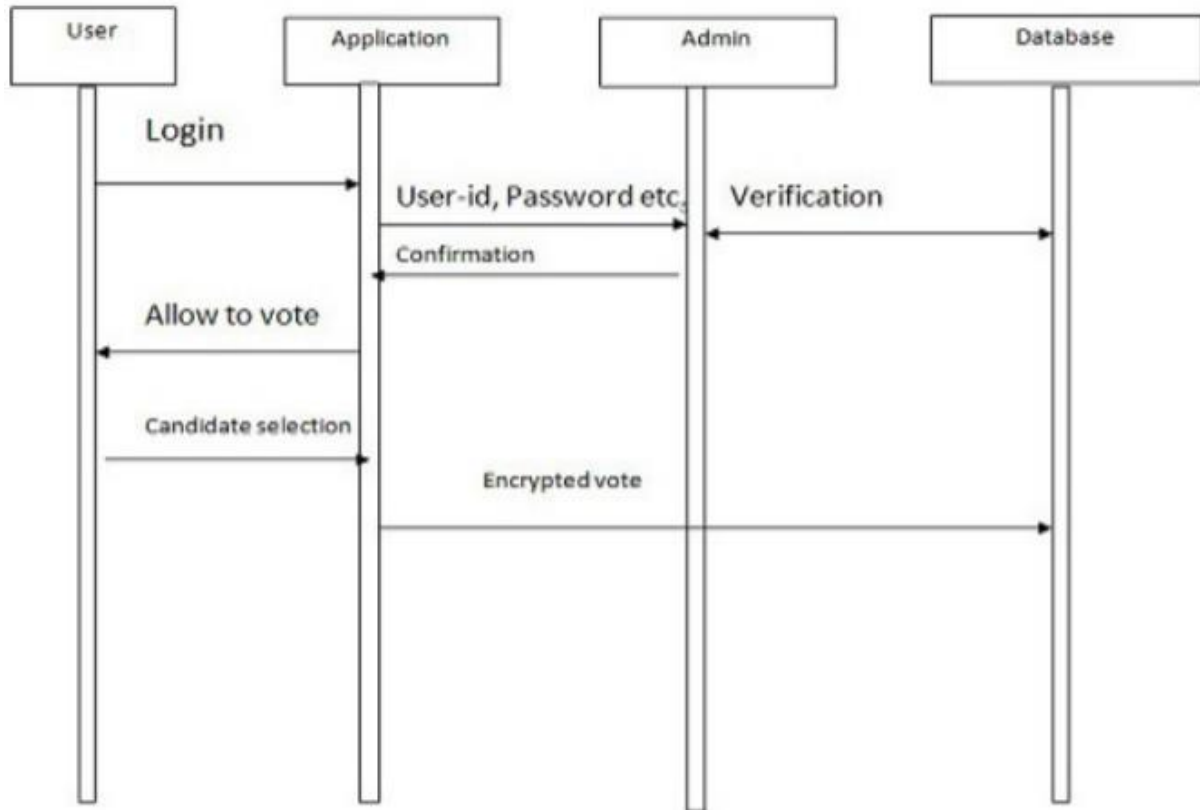 User
Application
Admin
Database
Login
User-id, Password etc.
Verification
Confirmation
Allow to vote
Candidate selection
Encrypted vote